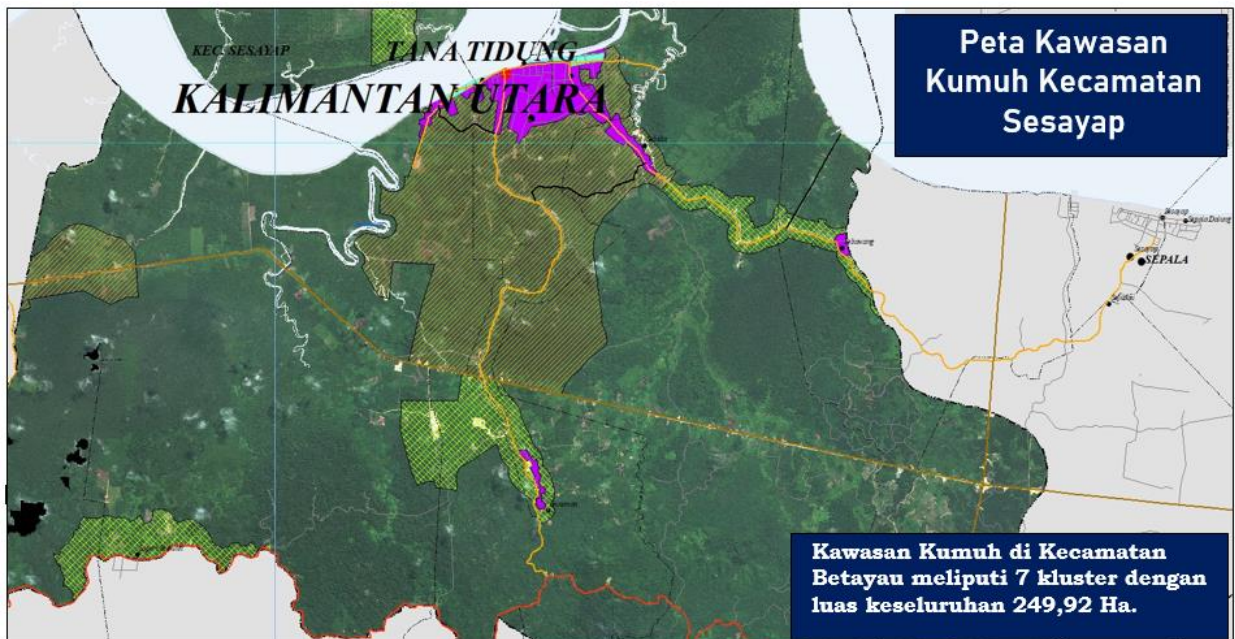 Peta Kawasan
Kumuh Kecamatan
Sesayap
KEC. SESAYAP
TANA TIDUNG
KALIMANTAN UTARA
SEPALA
Kawasan Kumuh di Kecamatan
Betayau meliputi 7 kluster dengan
luas keseluruhan 249,92 Ha.